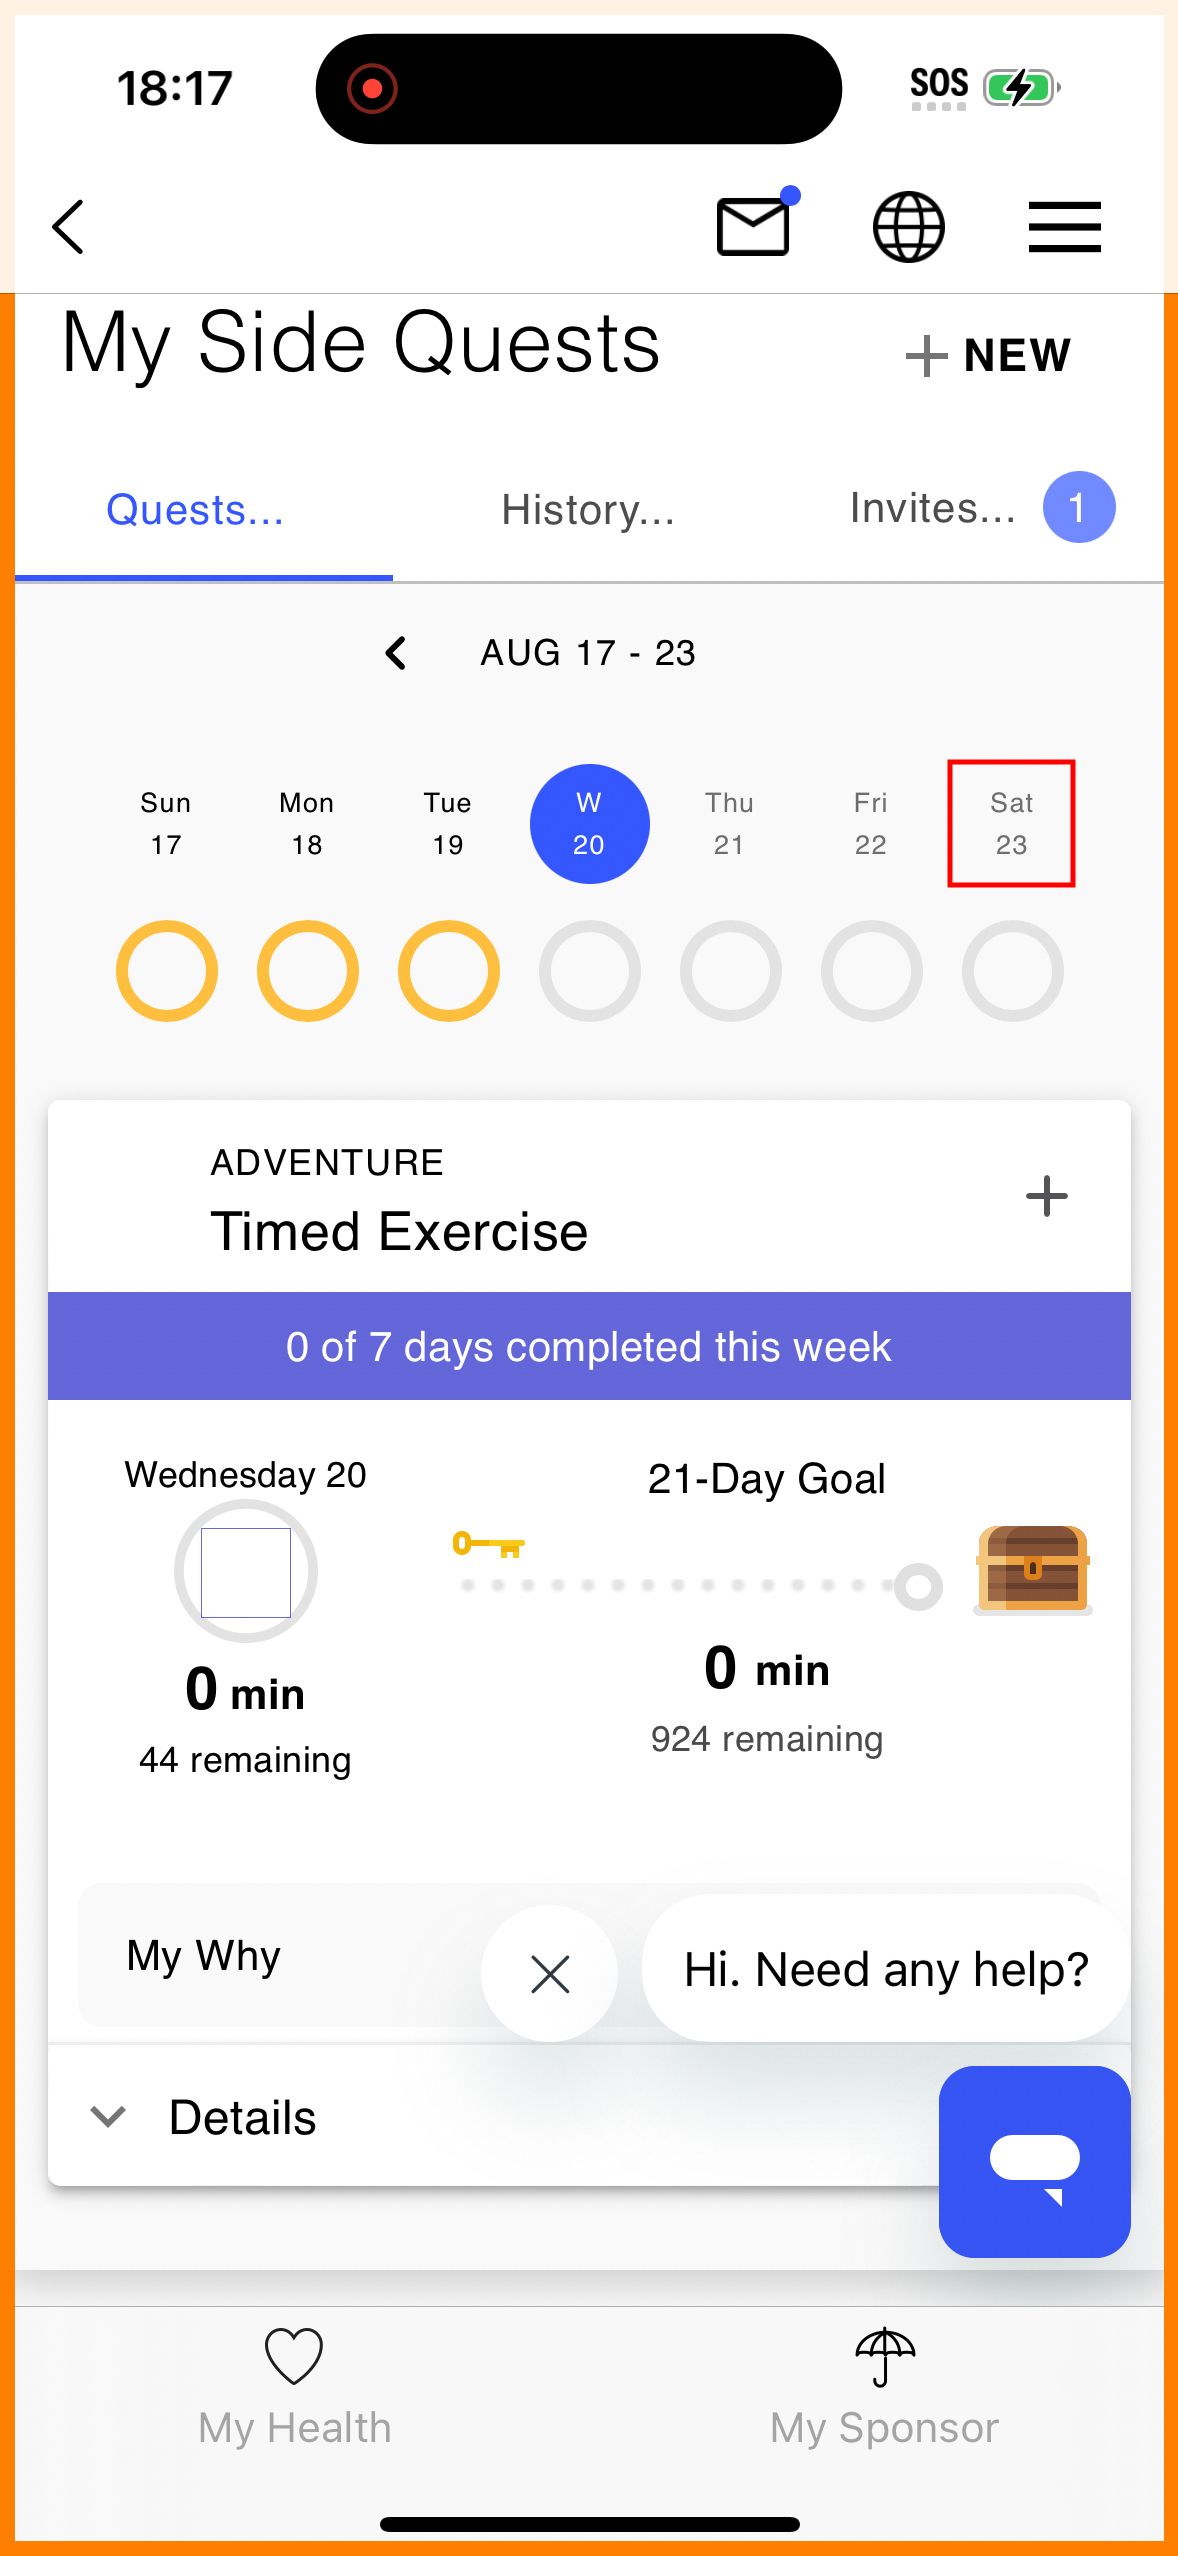 18:17
SOS
My Side Quests
NEW
Quests...
History...
Invites... 1
AUG 17 - 23
Sun Mon Tue W Thu Fri Sat
17 18 19 20 21 22 23
ADVENTURE
Timed Exercise
0 of 7 days completed this week
Wednesday 20
0 min
44 remaining
21-Day Goal
0 min
924 remaining
My Why
Hi. Need any help?
Details
My Health
My Sponsor